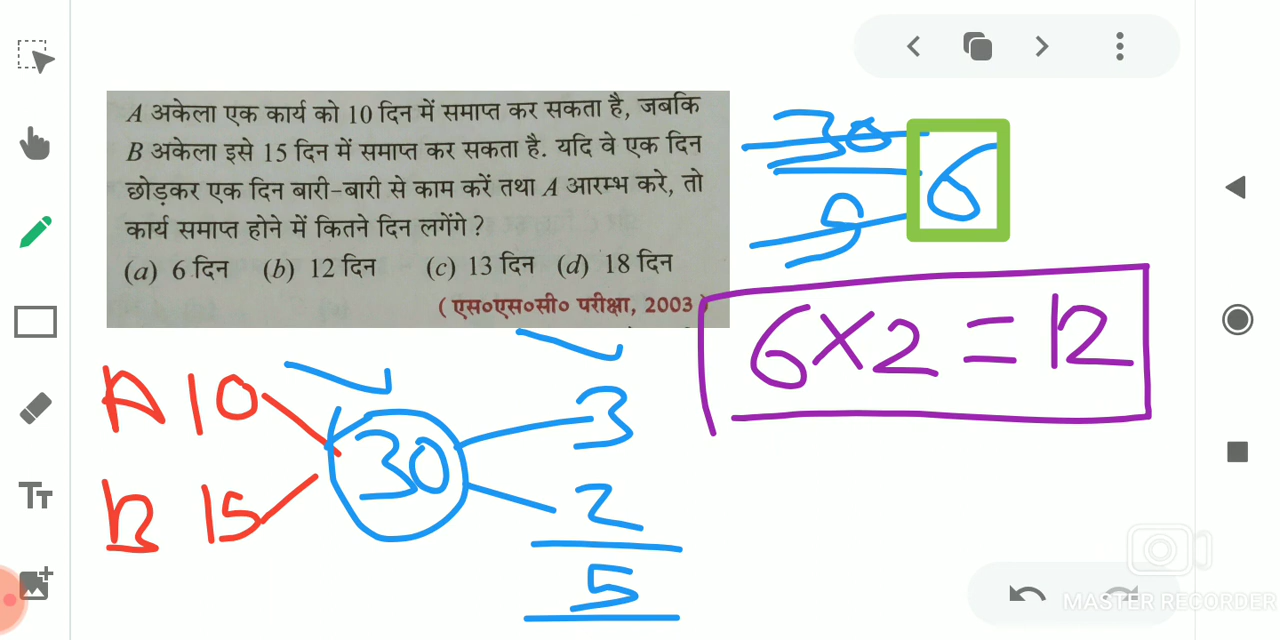 A अकेला एक कार्य को 10 दिन में समाप्त कर सकता है, जबकि
B अकेला इसे 15 दिन में समाप्त कर सकता है. यदि वे एक दिन
छोड़कर एक दिन बारी-बारी से काम करें तथा A आरम्भ करे, तो
कार्य समाप्त होने में कितने दिन लगेंगे ?
(a) 6 दिन (b) 12 दिन (c) 13 दिन (d) 18 दिन
( एस०एस०सी० परीक्षा, 2003 )
30
5
6
6×2=12
A 10
B 15
30
3
2
5
Tт
MASTER RECORDER